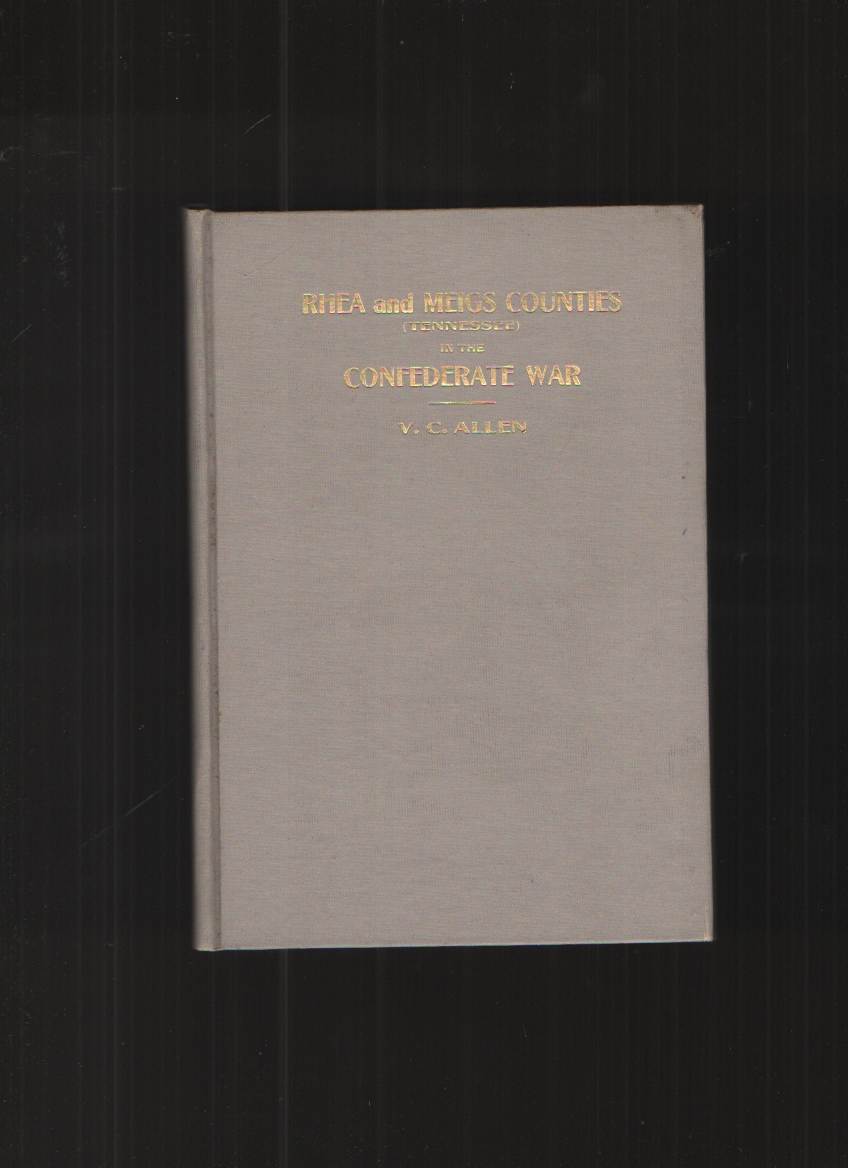 RHEA and MEIGS COUNTIES
(TENNESSEE)
IN THE
CONFEDERATE WAR
V. C. ALLEN